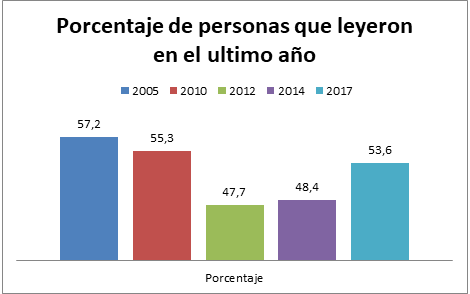 Porcentaje de personas que leyeron
en el ultimo año
2005 2010 2012 2014 2017
57,2
55,3
47,7
48,4
53,6
Porcentaje